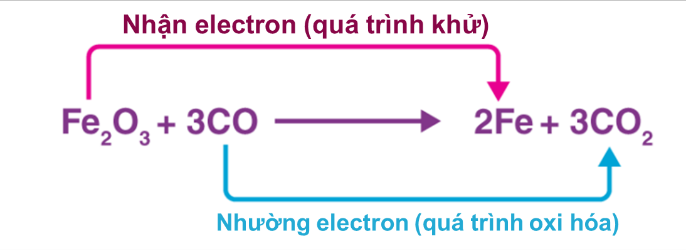 Nhận electron (quá trình khử)
Fe₂O₃ + 3CO → 2Fe + 3CO₂
Nhường electron (quá trình oxi hóa)